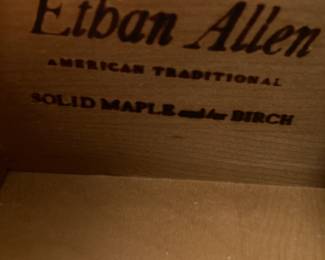 Ethan Allen
AMERICAN TRADITIONAL
SOLID MAPLE and/or BIRCH